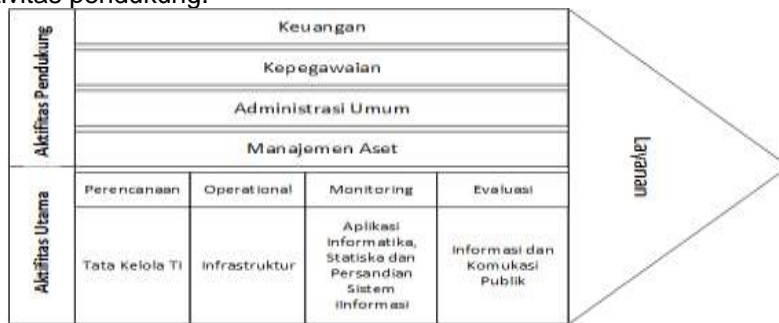 tivitas pendukung.
Aktifitas Pendukung
Keuangan
Kepegawaian
Administrasi Umum
Manajemen Aset
Aktifitas Utama
Perencanaan
Operational
Monitoring
Evaluasi
Tata Kelola TI
Infrastruktur
Aplikasi
Informatika,
Statiska dan
Persandian
Sistem
IInformasi
Informasi dan
Komukasi
Publik
Layanan